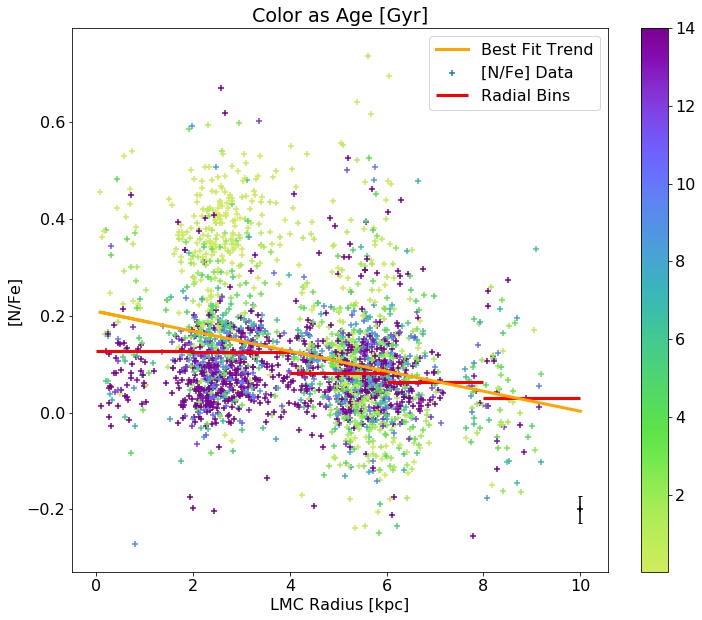 Color as Age [Gyr]
Best Fit Trend
[N/Fe] Data
Radial Bins
[N/Fe]
0.6
0.4
0.2
0.0
−0.2
0 2 4 6 8 10
LMC Radius [kpc]
14
12
10
8
6
4
2